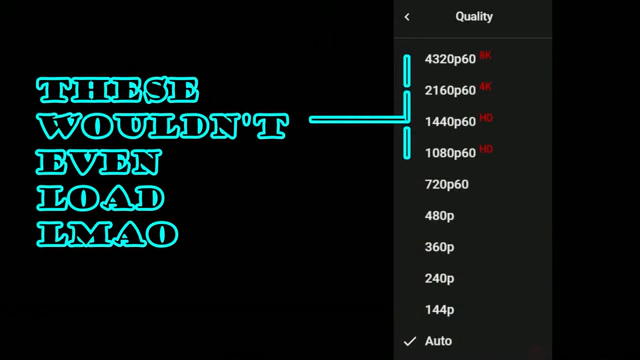 THESE
WOULDN'T
EVEN
LOAD
LMAO
Quality
4320p60 8K
2160p60 4K
1440p60 HD
1080p60 HD
720p60
480p
360p
240p
144p
Auto